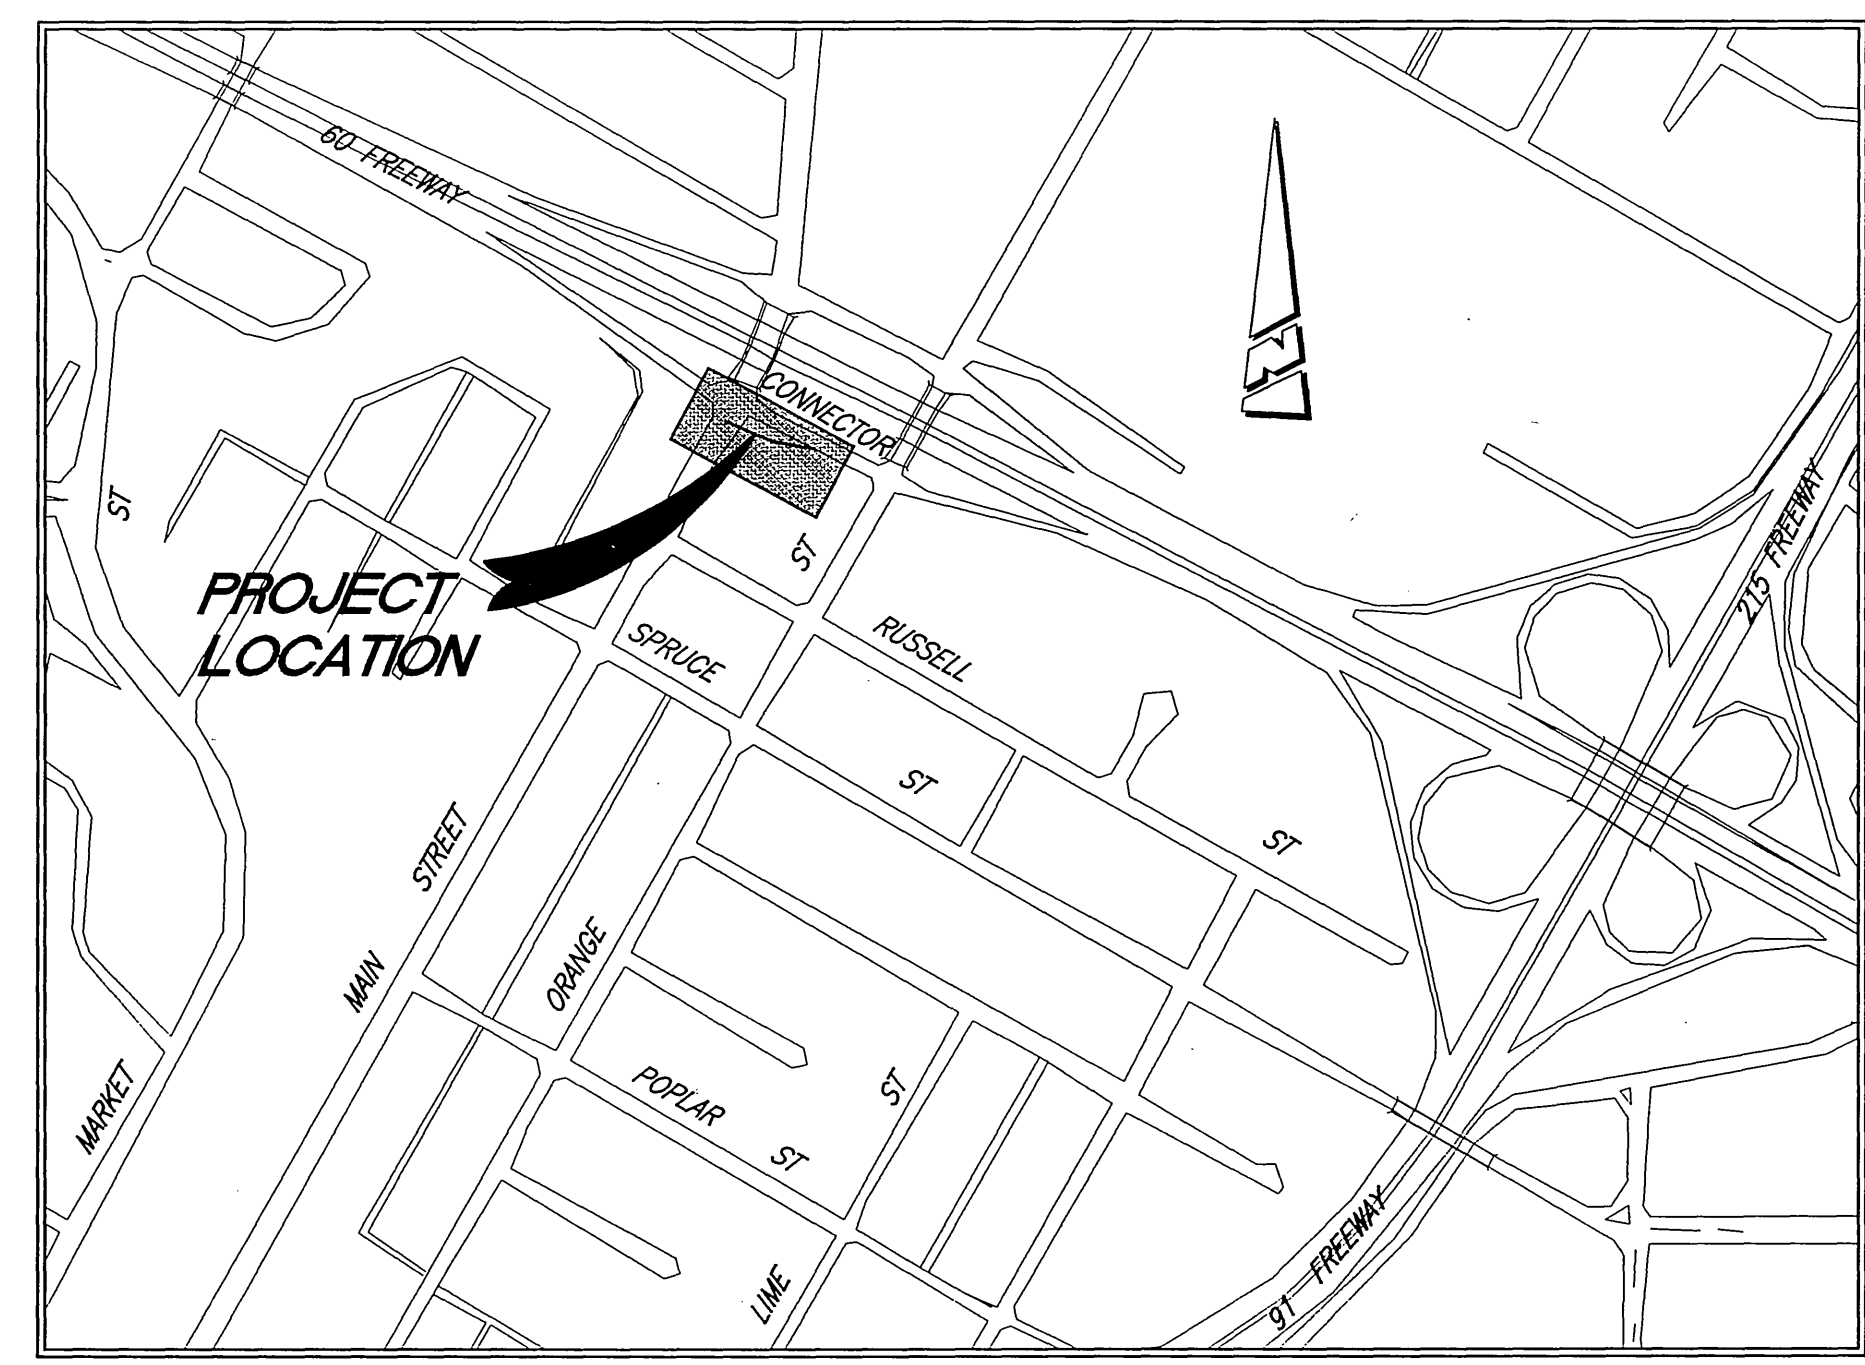 60 FREEWAY
CONNECTOR
215 FREEWAY
ST
ST
PROJECT
LOCATION
SPRUCE
RUSSELL
ST
ST
STREET
MAIN
ORANGE
POPLAR
ST
ST
MARKET
LIME
91 FREEWAY